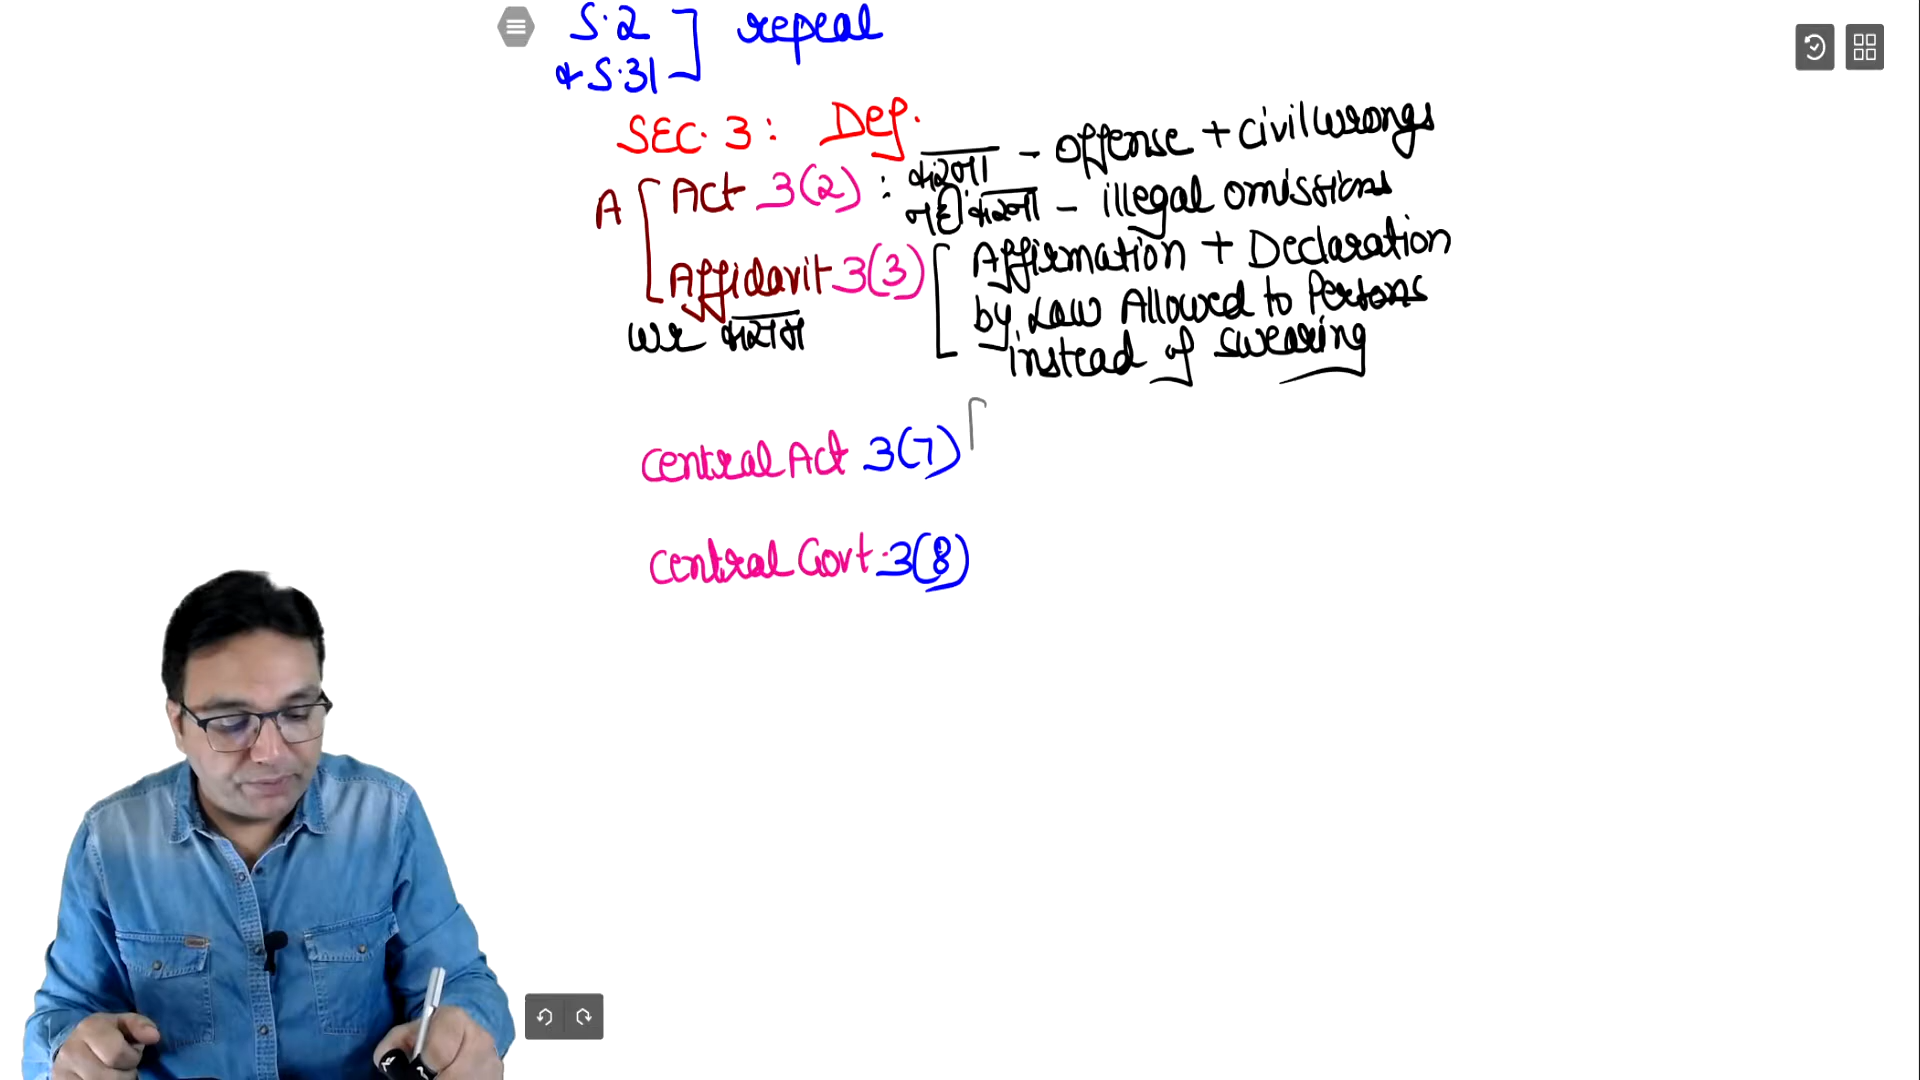 S.2
& S.31
repeal
SEC. 3 : Def.
A
Act 3(2) :
करना - offense + civil wrongs
नही करना - illegal omissions
Affidavit 3(3)
Affirmation + Declaration
by Law Allowed to Persons
instead of swearing
central Act 3(7)
central Govt. 3(8)